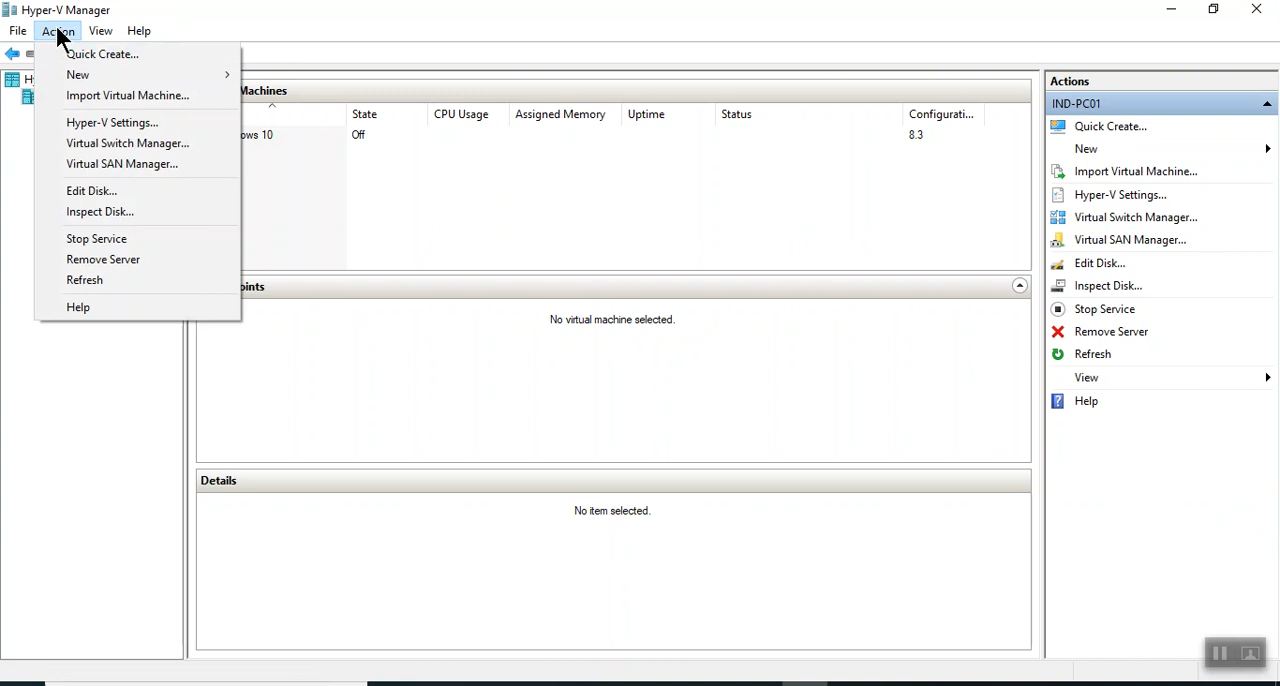 Hyper-V Manager
File Action View Help
Quick Create...
New
Import Virtual Machine...
Hyper-V Settings...
Virtual Switch Manager...
Virtual SAN Manager...
Edit Disk...
Inspect Disk...
Stop Service
Remove Server
Refresh
Help
Machines
State CPU Usage Assigned Memory Uptime Status Configurati...
ows 10 Off 8.3
oints
No virtual machine selected.
Details
No item selected.
Actions
IND-PC01
Quick Create...
New
Import Virtual Machine...
Hyper-V Settings...
Virtual Switch Manager...
Virtual SAN Manager...
Edit Disk...
Inspect Disk...
Stop Service
Remove Server
Refresh
View
Help